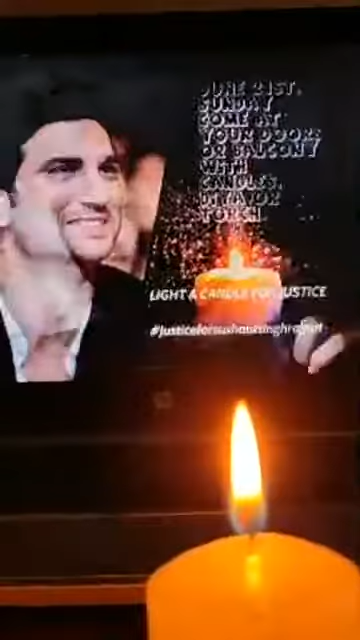 JUNE 21ST,
SUNDAY
COME AT
YOUR DOORS
OR BALCONY
WITH
CANDLES,
DIYA OR
TORCH.
LIGHT A CANDLE FOR JUSTICE
#justiceforsushantsinghrajput